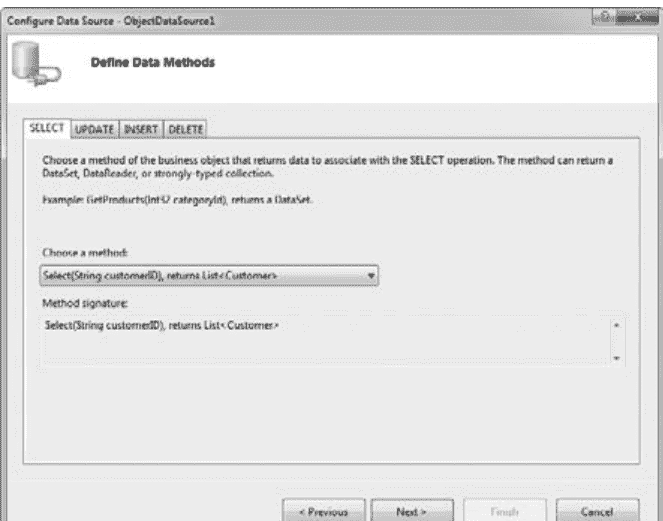 Configure Data Source - ObjectDataSource1
Define Data Methods
SELECT UPDATE INSERT DELETE
Choose a method of the business object that returns data to associate with the SELECT operation. The method can return a
DataSet, DataReader, or strongly-typed collection.
Example: GetProducts(Int32 categoryId), returns a DataSet.
Choose a method:
Select(String customerID), returns List<Customer>
Method signature:
Select(String customerID), returns List<Customer>
< Previous Next > Finish Cancel